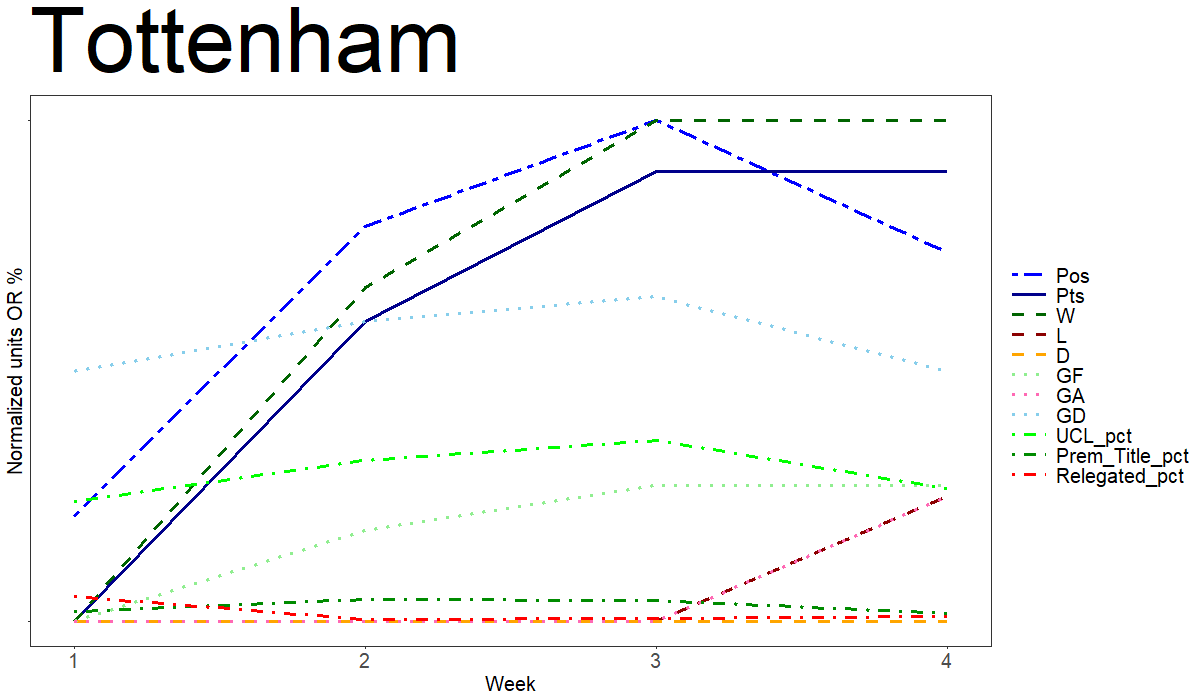 Tottenham
Normalized units OR %
Pos
Pts
W
L
D
GF
GA
GD
UCL_pct
Prem_Title_pct
Relegated_pct
1 2 3 4
Week